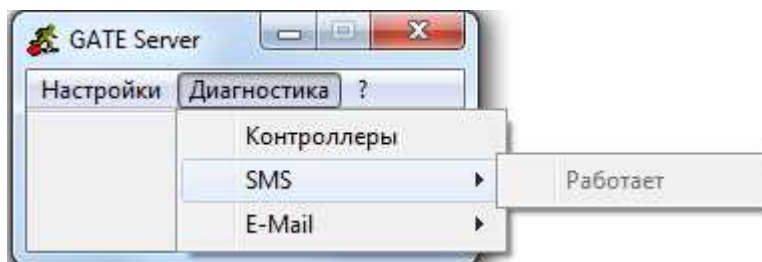 GATE Server
Настройки Диагностика ?
Контроллеры
SMS Работает
E-Mail